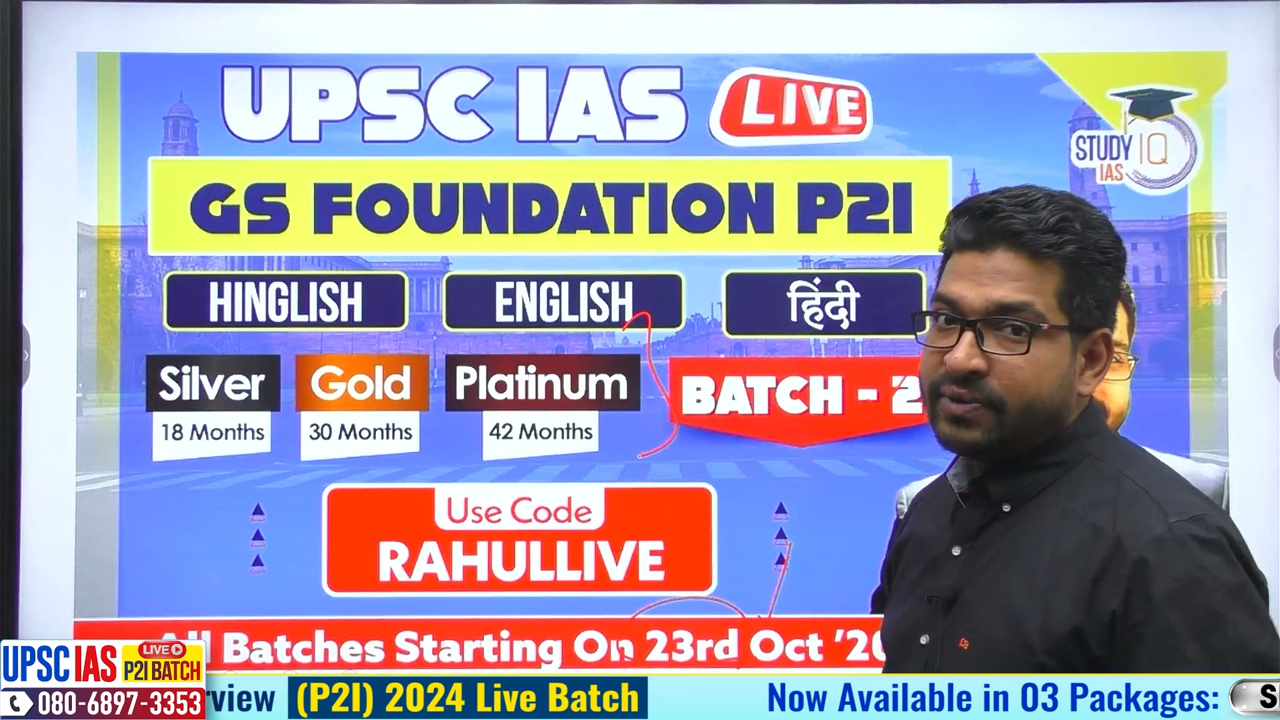 UPSC IAS LIVE
STUDY IQ
IAS
GS FOUNDATION P2I
HINGLISH ENGLISH हिंदी
Silver Gold Platinum
BATCH - 2
18 Months 30 Months 42 Months
Use Code
RAHULLIVE
All Batches Starting On 23rd Oct '20
UPSC IAS LIVE
P2I BATCH
080-6897-3353
rview (P2I) 2024 Live Batch Now Available in 03 Packages: S